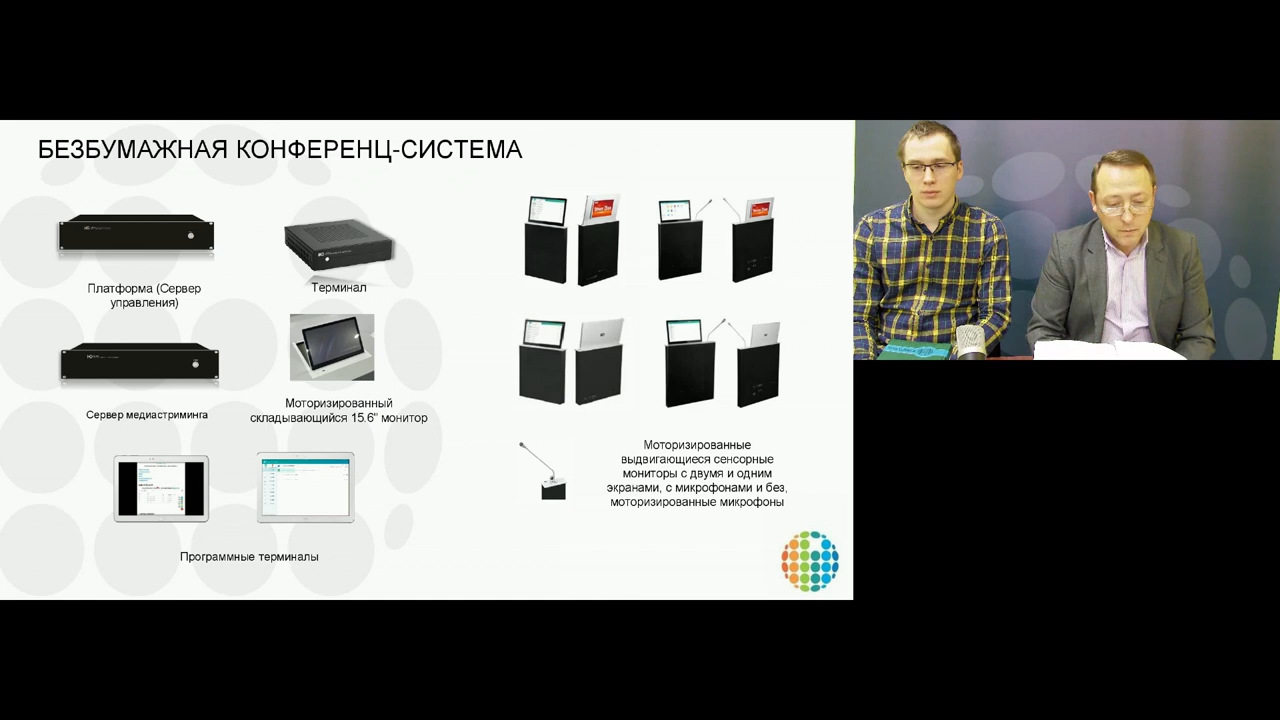 БЕЗБУМАЖНАЯ КОНФЕРЕНЦ-СИСТЕМА
Платформа (Сервер
управления)
Терминал
Сервер медиастриминга
Моторизированный
складывающийся 15.6" монитор
Программные терминалы
Моторизированные
выдвигающиеся сенсорные
мониторы с двумя и одним
экранами, с микрофонами и без,
моторизированные микрофоны